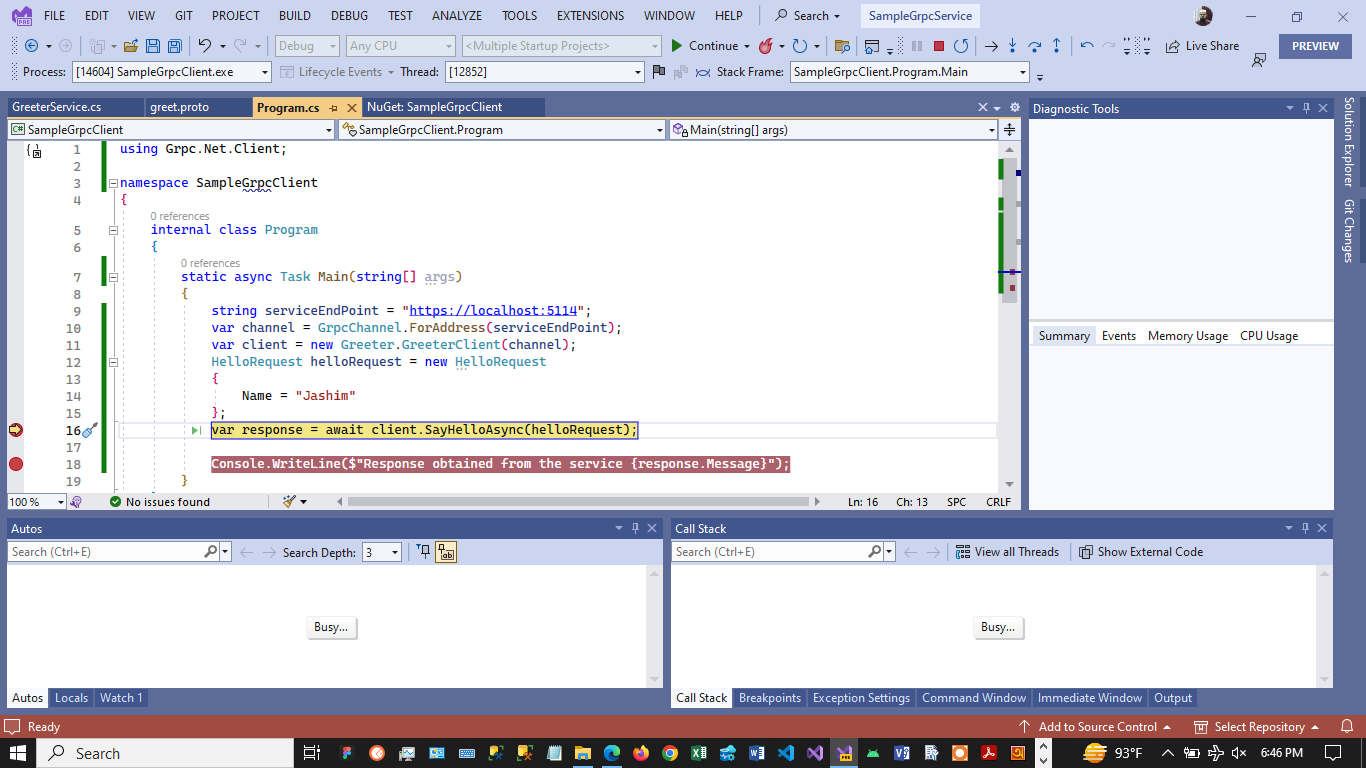 FILE EDIT VIEW GIT PROJECT BUILD DEBUG TEST ANALYZE TOOLS EXTENSIONS WINDOW HELP Search SampleGrpcService
PRE
Debug Any CPU <Multiple Startup Projects> Continue Live Share PREVIEW
Process: [14604] SampleGrpcClient.exe Lifecycle Events Thread: [12852] Stack Frame: SampleGrpcClient.Program.Main
GreeterService.cs greet.proto Program.cs NuGet: SampleGrpcClient
SampleGrpcClient SampleGrpcClient.Program Main(string[] args)
1 using Grpc.Net.Client;
2
3 namespace SampleGrpcClient
4 {
0 references
5 internal class Program
6 {
0 references
7 static async Task Main(string[] args)
8 {
9 string serviceEndPoint = "https://localhost:5114";
10 var channel = GrpcChannel.ForAddress(serviceEndPoint);
11 var client = new Greeter.GreeterClient(channel);
12 HelloRequest helloRequest = new HelloRequest
13 {
14 Name = "Jashim"
15 };
16 var response = await client.SayHelloAsync(helloRequest);
17
18 Console.WriteLine($"Response obtained from the service {response.Message}");
19 }
100 % No issues found Ln: 16 Ch: 13 SPC CRLF
Diagnostic Tools
Summary Events Memory Usage CPU Usage
Solution Explorer
Git Changes
Autos
Search (Ctrl+E) Search Depth: 3
Busy...
Autos Locals Watch 1
Call Stack
Search (Ctrl+E) View all Threads Show External Code
Busy...
Call Stack Breakpoints Exception Settings Command Window Immediate Window Output
Ready Add to Source Control Select Repository
Search 93°F 6:46 PM